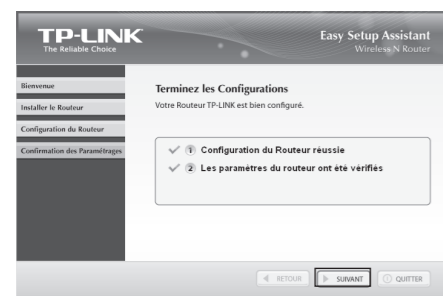 TP-LINK
The Reliable Choice
Easy Setup Assistant
Wireless N Router
Bienvenue
Installer le Routeur
Configuration du Routeur
Confirmation des Paramétrages
Terminez les Configurations
Votre Routeur TP-LINK est bien configuré.
1 Configuration du Routeur réussie
2 Les paramètres du routeur ont été vérifiés
RETOUR
SUIVANT
QUITTER